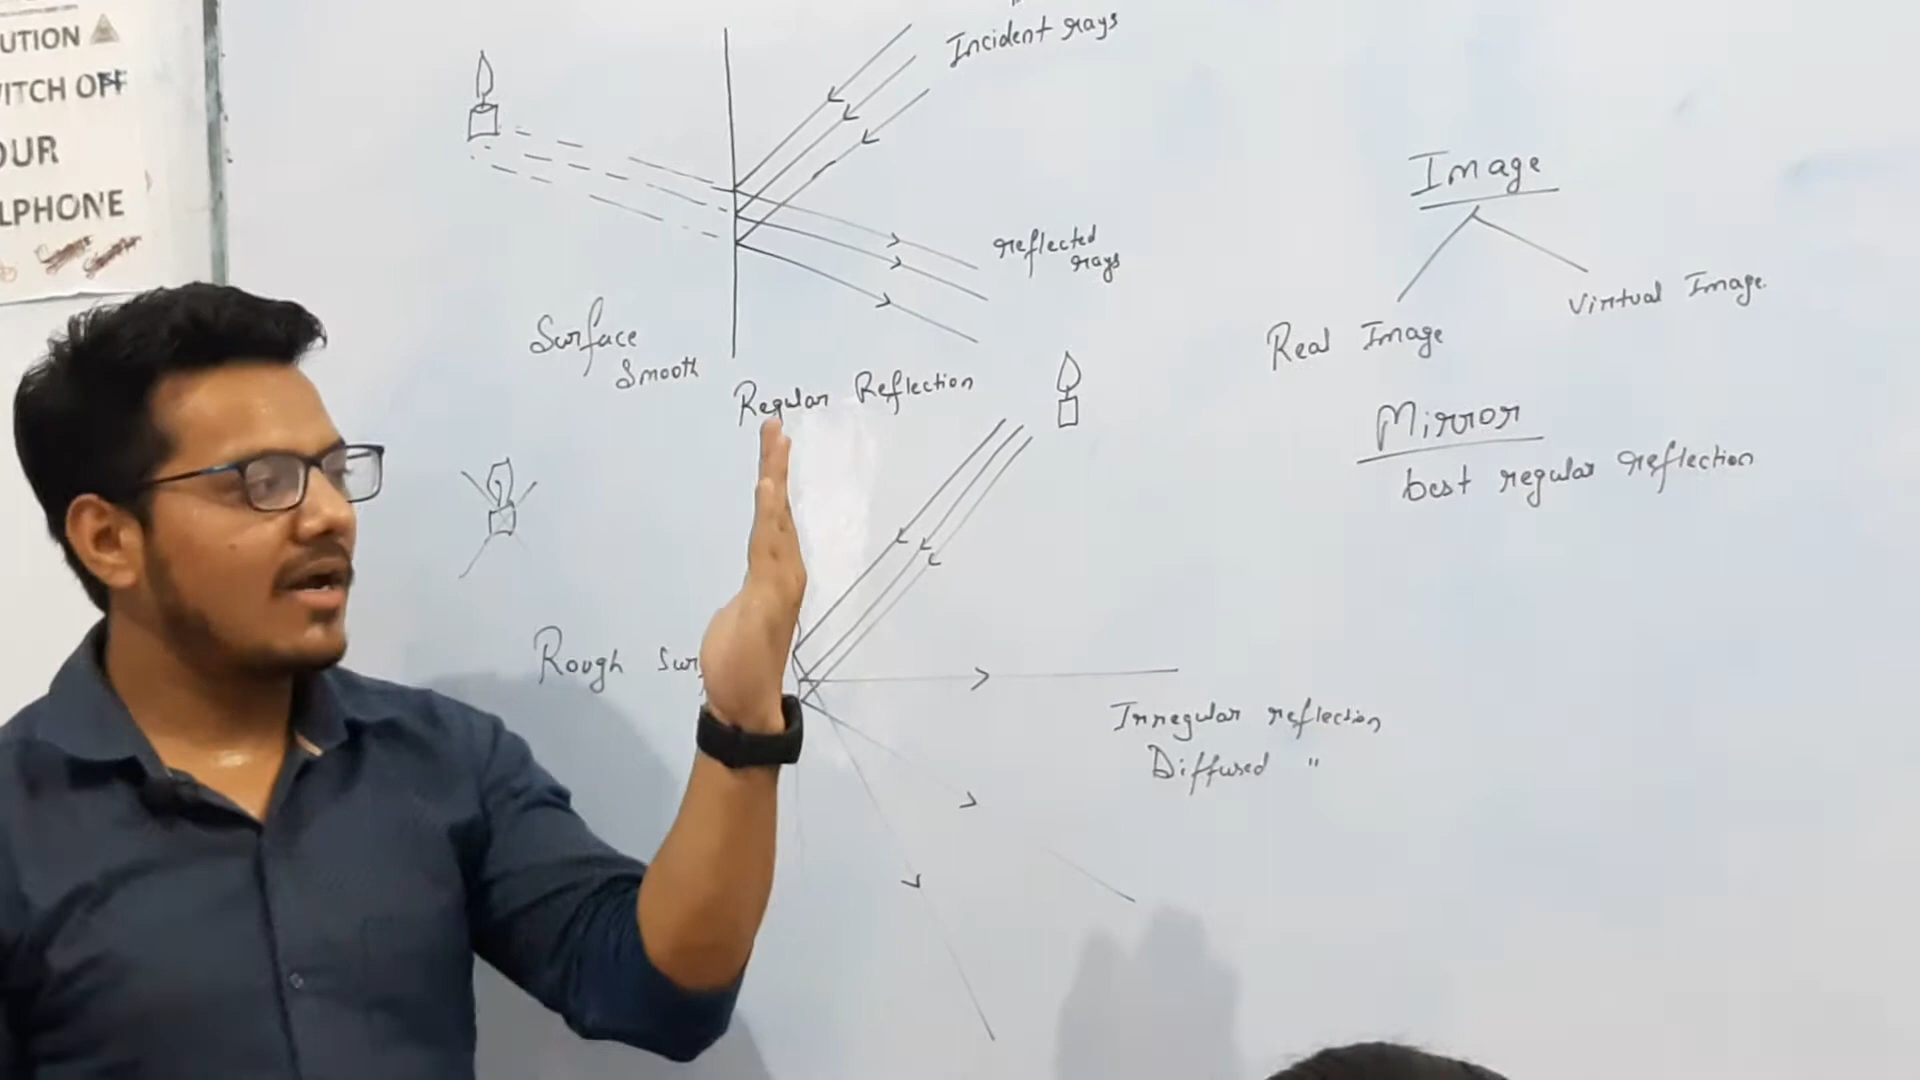 UTION
ITCH OFF
OUR
LPHONE
Incident rays
reflected
rays
Surface
Smooth
Regular Reflection
Image
Real Image
Virtual Image.
Mirror
best regular reflection
Rough Sur
Irregular reflection
Diffused "